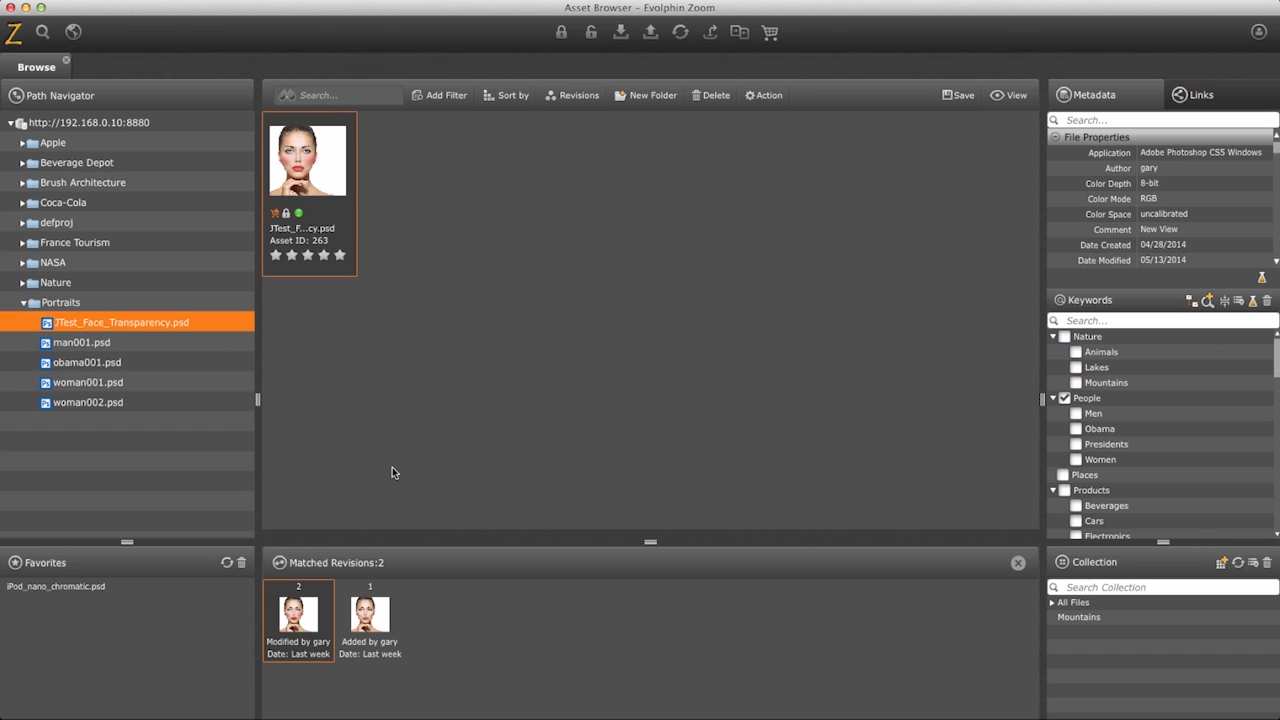 Asset Browser – Evolphin Zoom
Z
Browse
Path Navigator
http://192.168.0.10:8880
Apple
Beverage Depot
Brush Architecture
Coca-Cola
defproj
France Tourism
NASA
Nature
Portraits
Ps JTest_Face_Transparency.psd
Ps man001.psd
Ps obama001.psd
Ps woman001.psd
Ps woman002.psd
Favorites
iPod_nano_chromatic.psd
Search... Add Filter Sort by Revisions New Folder Delete Action Save View
JTest_F...cy.psd
Asset ID: 263
Matched Revisions:2
2
Modified by gary
Date: Last week
1
Added by gary
Date: Last week
Metadata Links
Search...
File Properties
Application Adobe Photoshop CS5 Windows
Author gary
Color Depth 8-bit
Color Mode RGB
Color Space uncalibrated
Comment New View
Date Created 04/28/2014
Date Modified 05/13/2014
Keywords
Search...
Nature
Animals
Lakes
Mountains
People
Men
Obama
Presidents
Women
Places
Products
Beverages
Cars
Electronics
Collection
Search Collection
All Files
Mountains